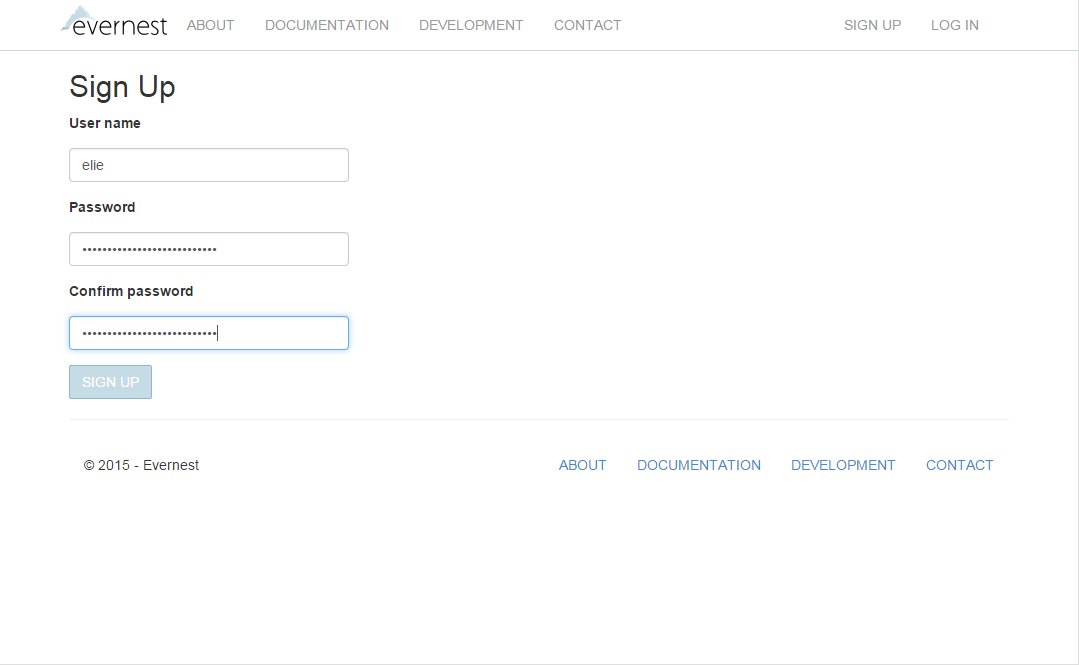 evernest ABOUT DOCUMENTATION DEVELOPMENT CONTACT SIGN UP LOG IN
Sign Up
User name
elie
Password
•••••••••••••••••••••••••••
Confirm password
•••••••••••••••••••••••••••
SIGN UP
© 2015 - Evernest ABOUT DOCUMENTATION DEVELOPMENT CONTACT